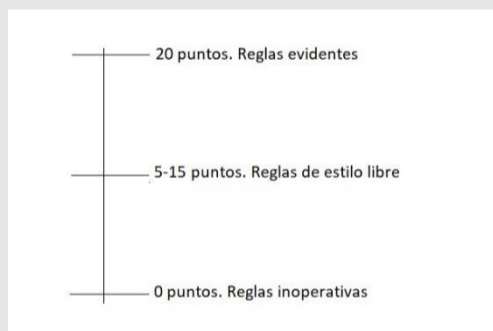 20 puntos. Reglas evidentes
5-15 puntos. Reglas de estilo libre
0 puntos. Reglas inoperativas